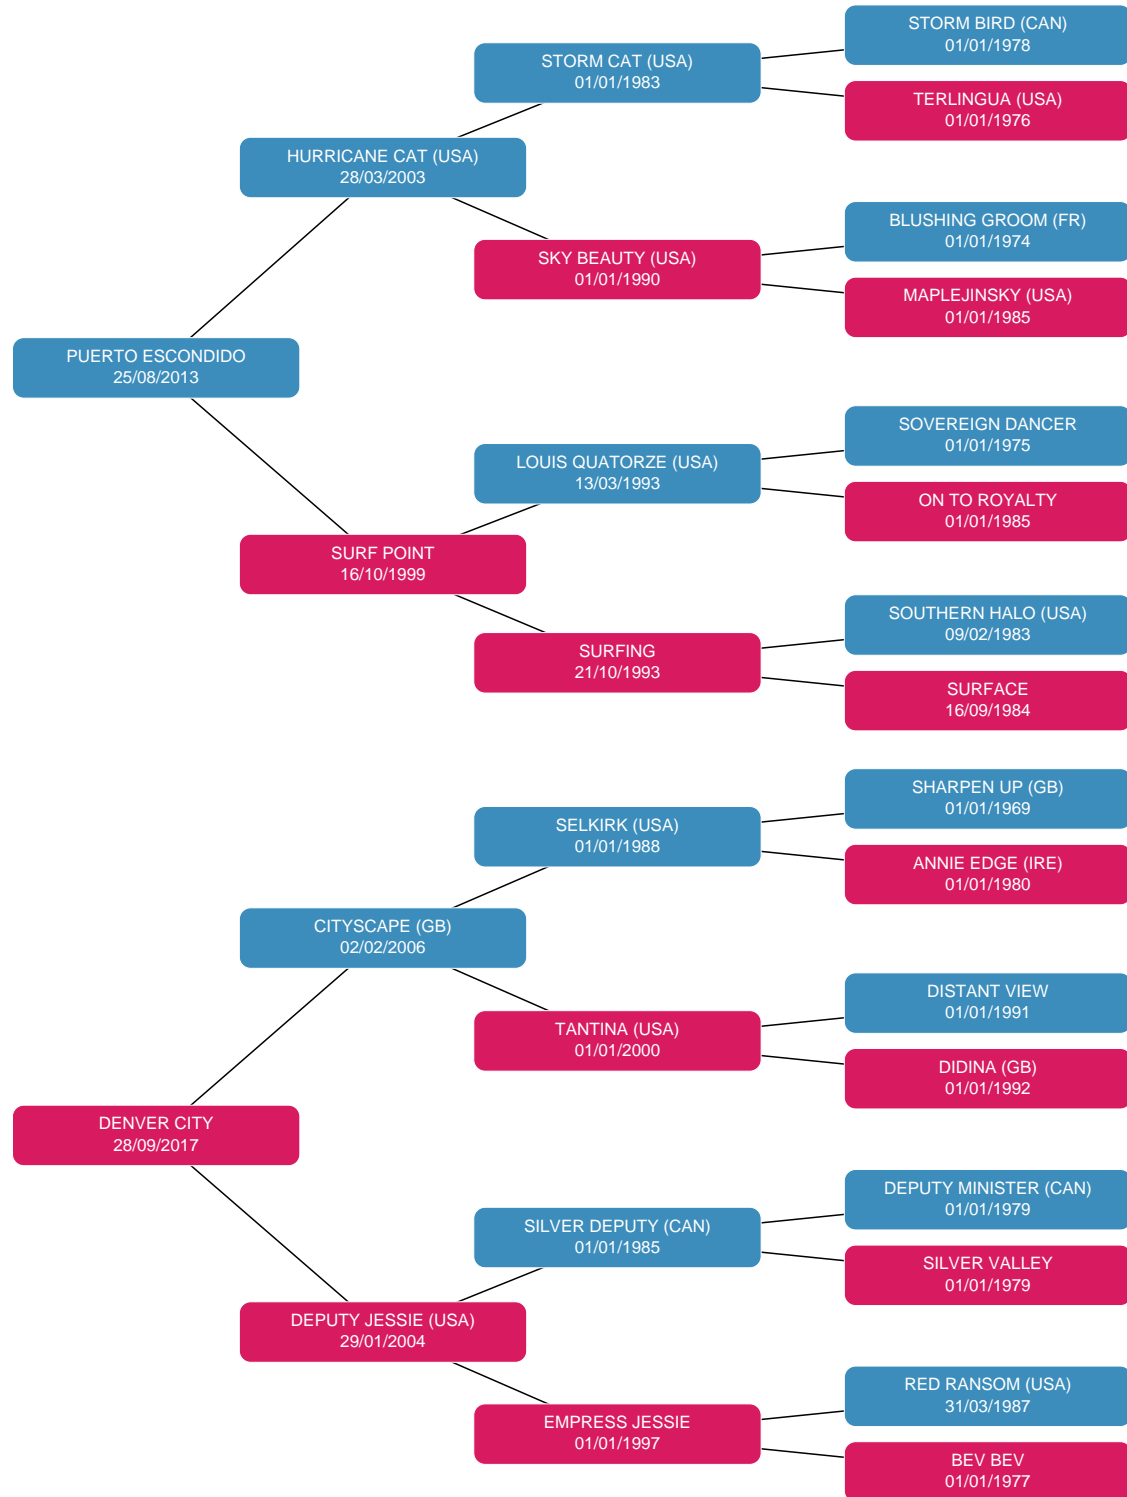 STORM BIRD (CAN)
01/01/1978
STORM CAT (USA)
01/01/1983
TERLINGUA (USA)
01/01/1976
HURRICANE CAT (USA)
28/03/2003
BLUSHING GROOM (FR)
01/01/1974
SKY BEAUTY (USA)
01/01/1990
MAPLEJINSKY (USA)
01/01/1985
PUERTO ESCONDIDO
25/08/2013
SOVEREIGN DANCER
01/01/1975
LOUIS QUATORZE (USA)
13/03/1993
ON TO ROYALTY
01/01/1985
SURF POINT
16/10/1999
SOUTHERN HALO (USA)
09/02/1983
SURFING
21/10/1993
SURFACE
16/09/1984
SHARPEN UP (GB)
01/01/1969
SELKIRK (USA)
01/01/1988
ANNIE EDGE (IRE)
01/01/1980
CITYSCAPE (GB)
02/02/2006
DISTANT VIEW
01/01/1991
TANTINA (USA)
01/01/2000
DIDINA (GB)
01/01/1992
DENVER CITY
28/09/2017
DEPUTY MINISTER (CAN)
01/01/1979
SILVER DEPUTY (CAN)
01/01/1985
SILVER VALLEY
01/01/1979
DEPUTY JESSIE (USA)
29/01/2004
RED RANSOM (USA)
31/03/1987
EMPRESS JESSIE
01/01/1997
BEV BEV
01/01/1977